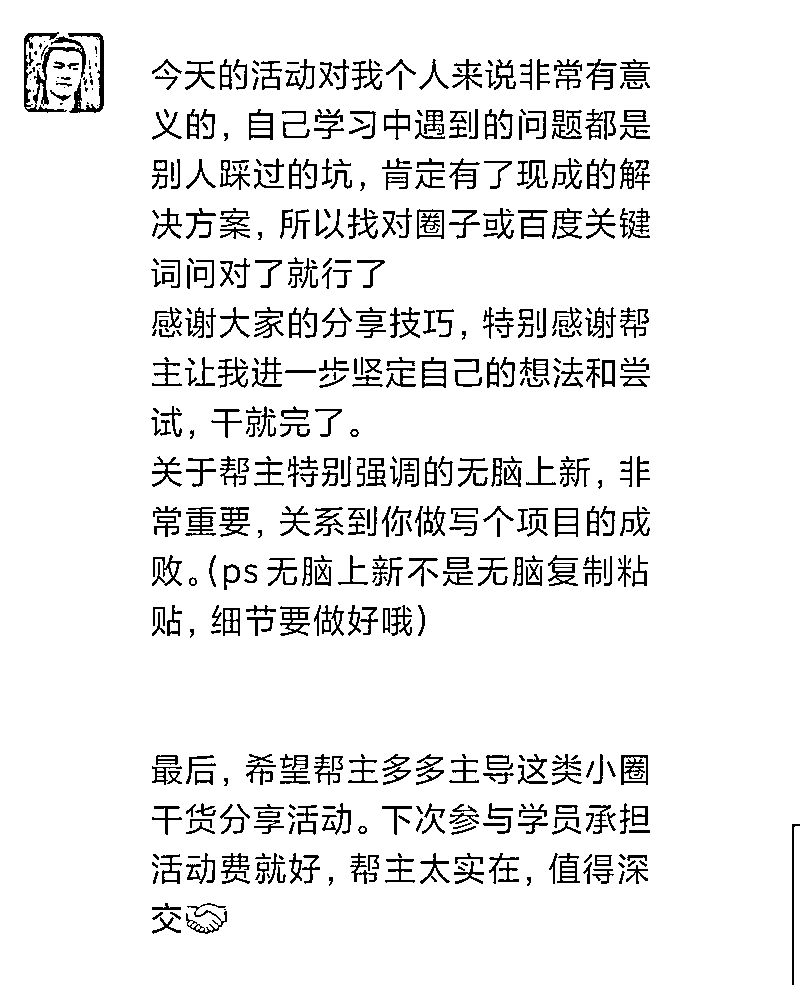 今天的活动对我个人来说非常有意
义的，自己学习中遇到的问题都是
别人踩过的坑，肯定有了现成的解
决方案，所以找对圈子或百度关键
词问对了就行了
感谢大家的分享技巧，特别感谢帮
主让我进一步坚定自己的想法和尝
试，干就完了。
关于帮主特别强调的无脑上新，非
常重要，关系到你做写个项目的成
败。（ps无脑上新不是无脑复制粘
贴，细节要做好哦）
最后，希望帮主多多主导这类小圈
干货分享活动。下次参与学员承担
活动费就好，帮主太实在，值得深
交🤝